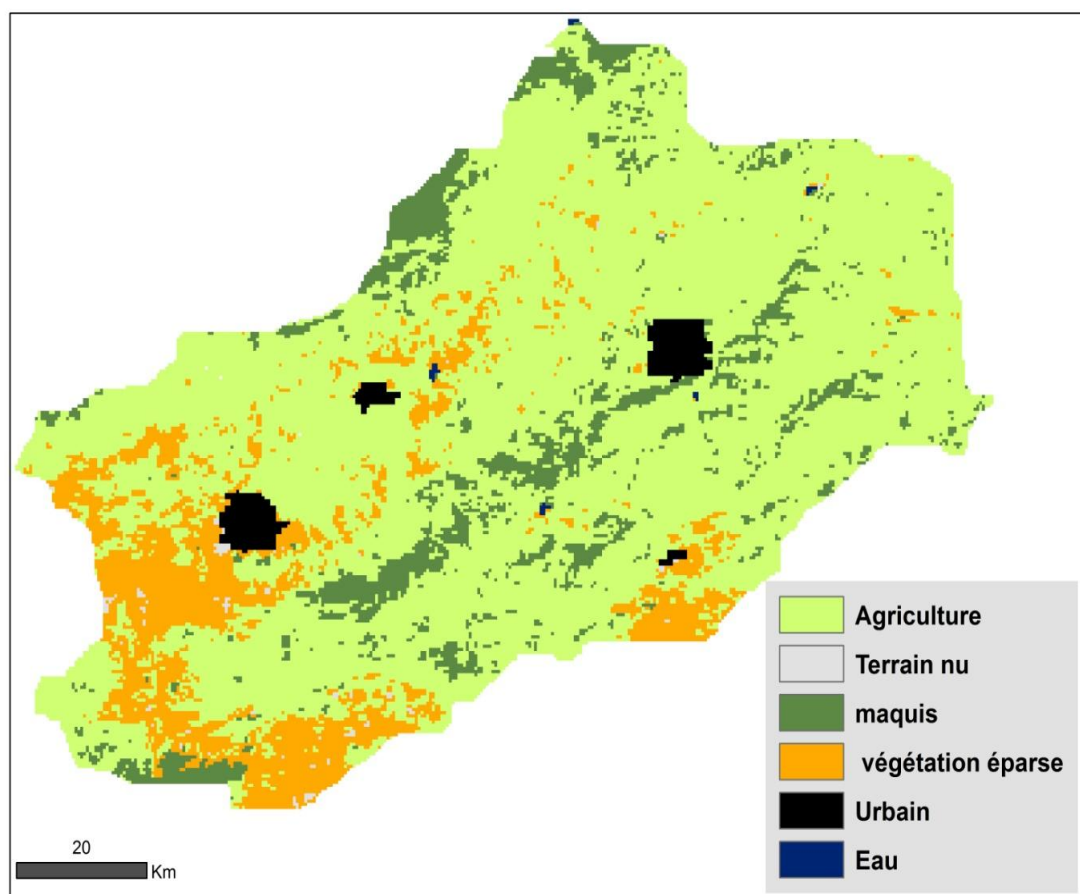 Agriculture
Terrain nu
maquis
végétation éparse
Urbain
Eau
20
Km